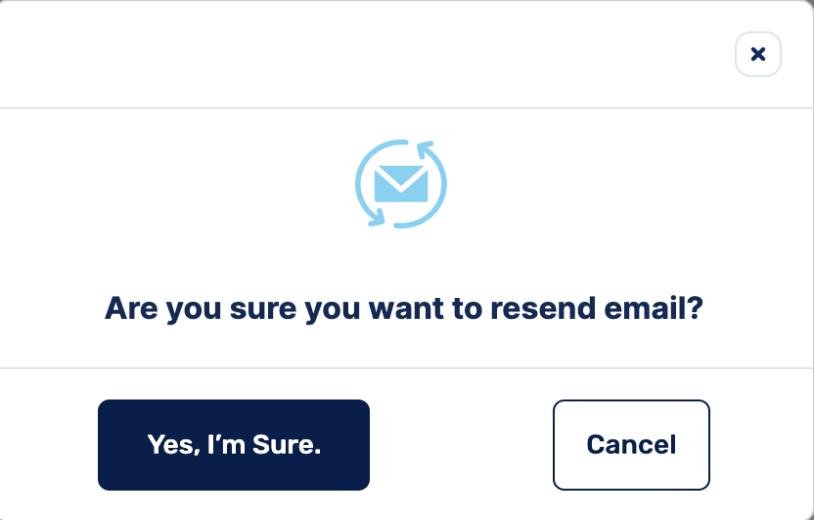 Are you sure you want to resend email?
Yes, I'm Sure.
Cancel